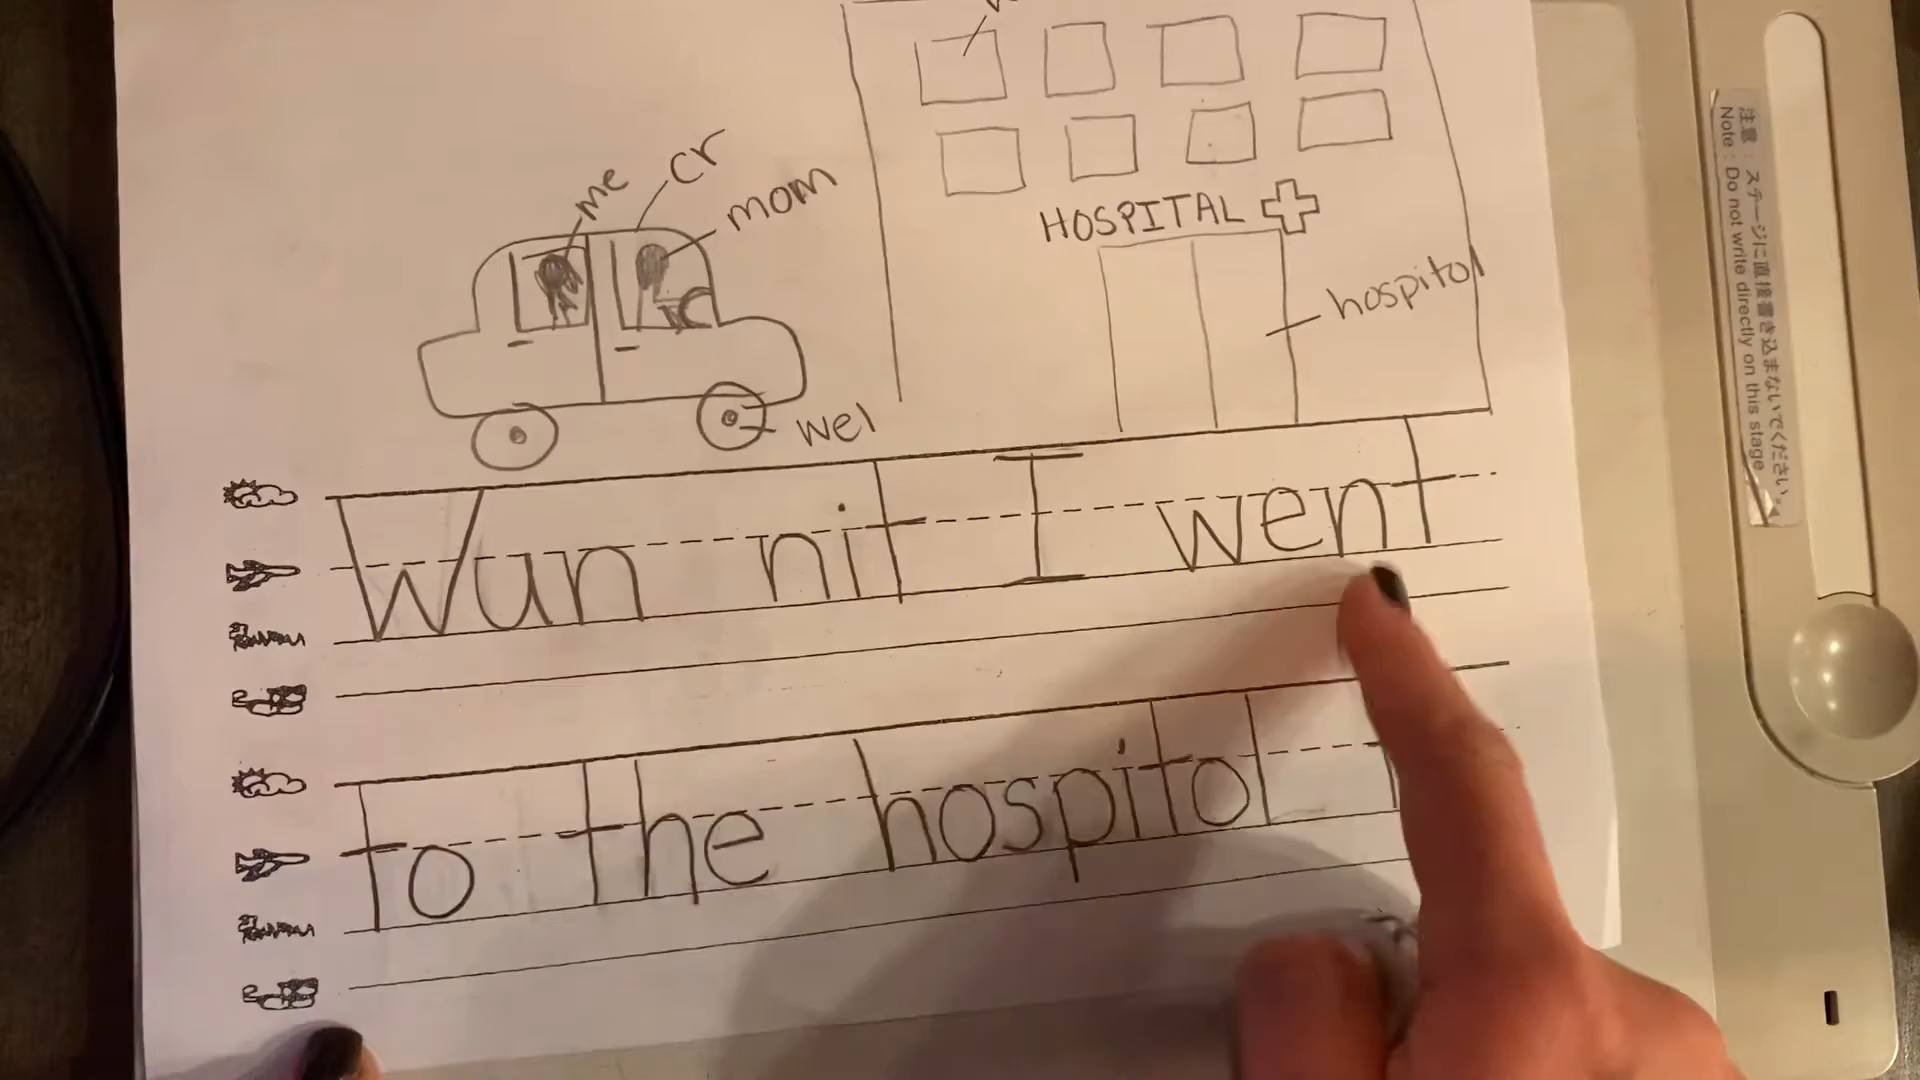 me
cr
mom
HOSPITAL
hospitol
wel
Wun nit I went
to the hospitol
注意：ステージに直接書き込まないでください。
Note : Do not write directly on this stage